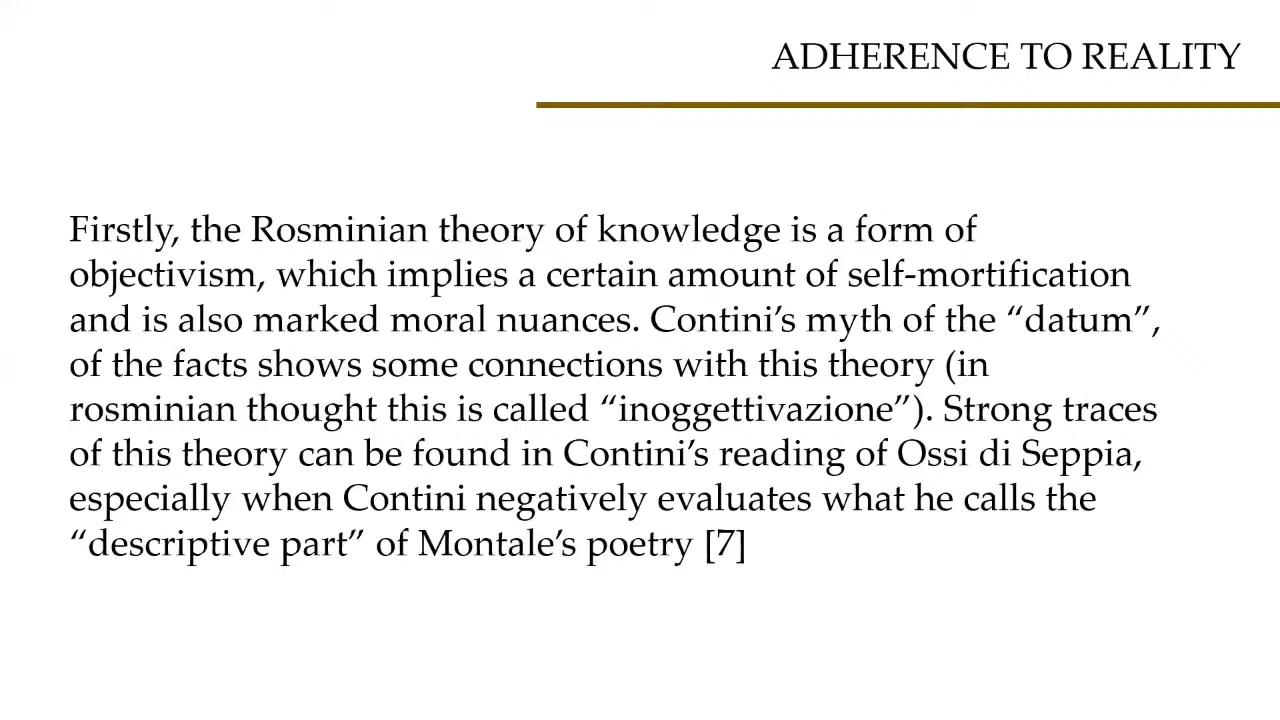 ADHERENCE TO REALITY
Firstly, the Rosminian theory of knowledge is a form of
objectivism, which implies a certain amount of self-mortification
and is also marked moral nuances. Contini’s myth of the “datum”,
of the facts shows some connections with this theory (in
rosminian thought this is called “inoggettivazione”). Strong traces
of this theory can be found in Contini’s reading of Ossi di Seppia,
especially when Contini negatively evaluates what he calls the
“descriptive part” of Montale’s poetry [7]